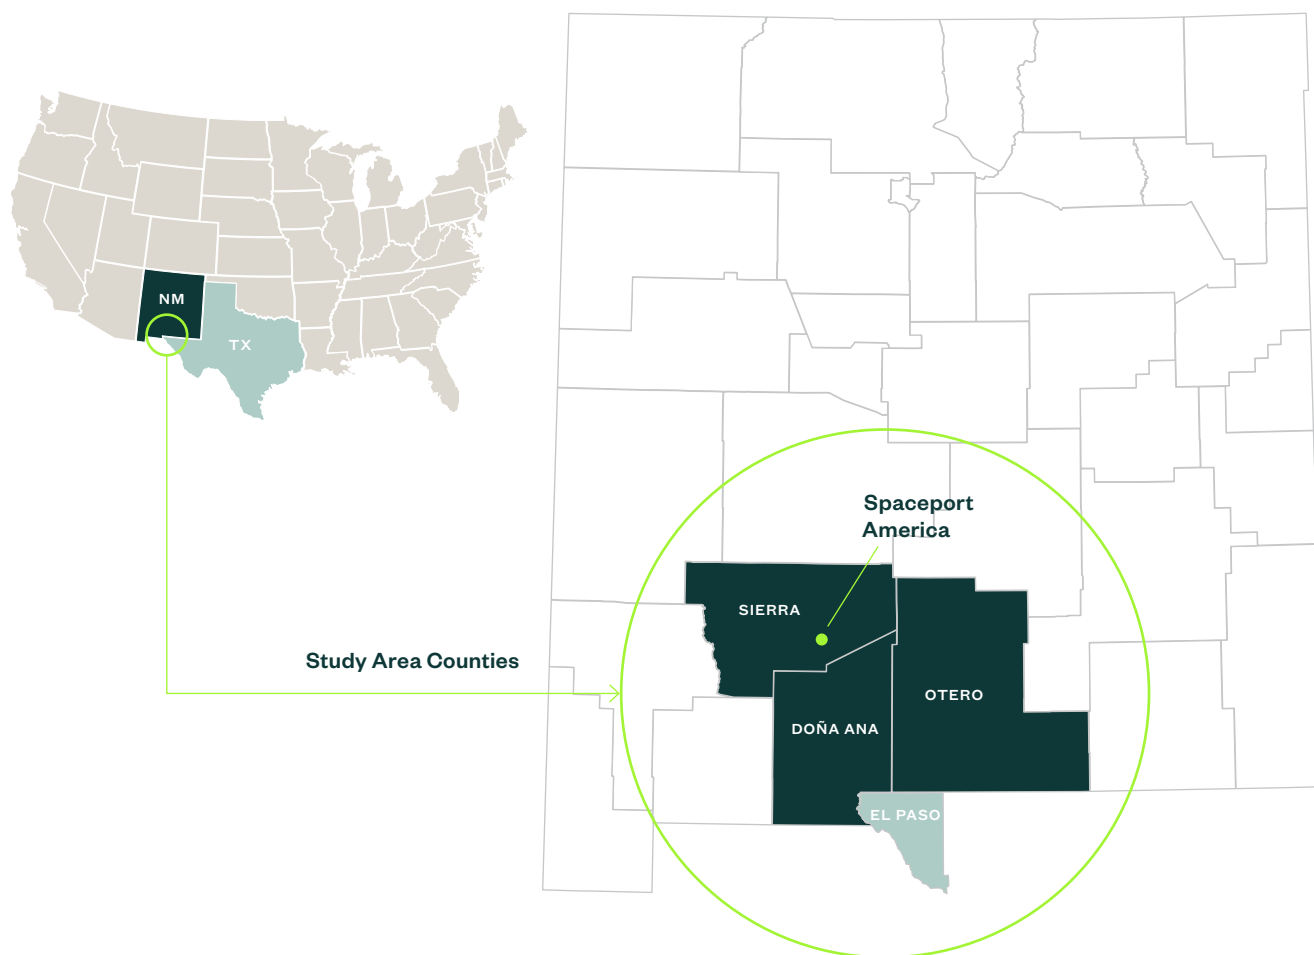 NM
TX
Spaceport
America
SIERRA
Study Area Counties
OTERO
DOÑA ANA
EL PASO